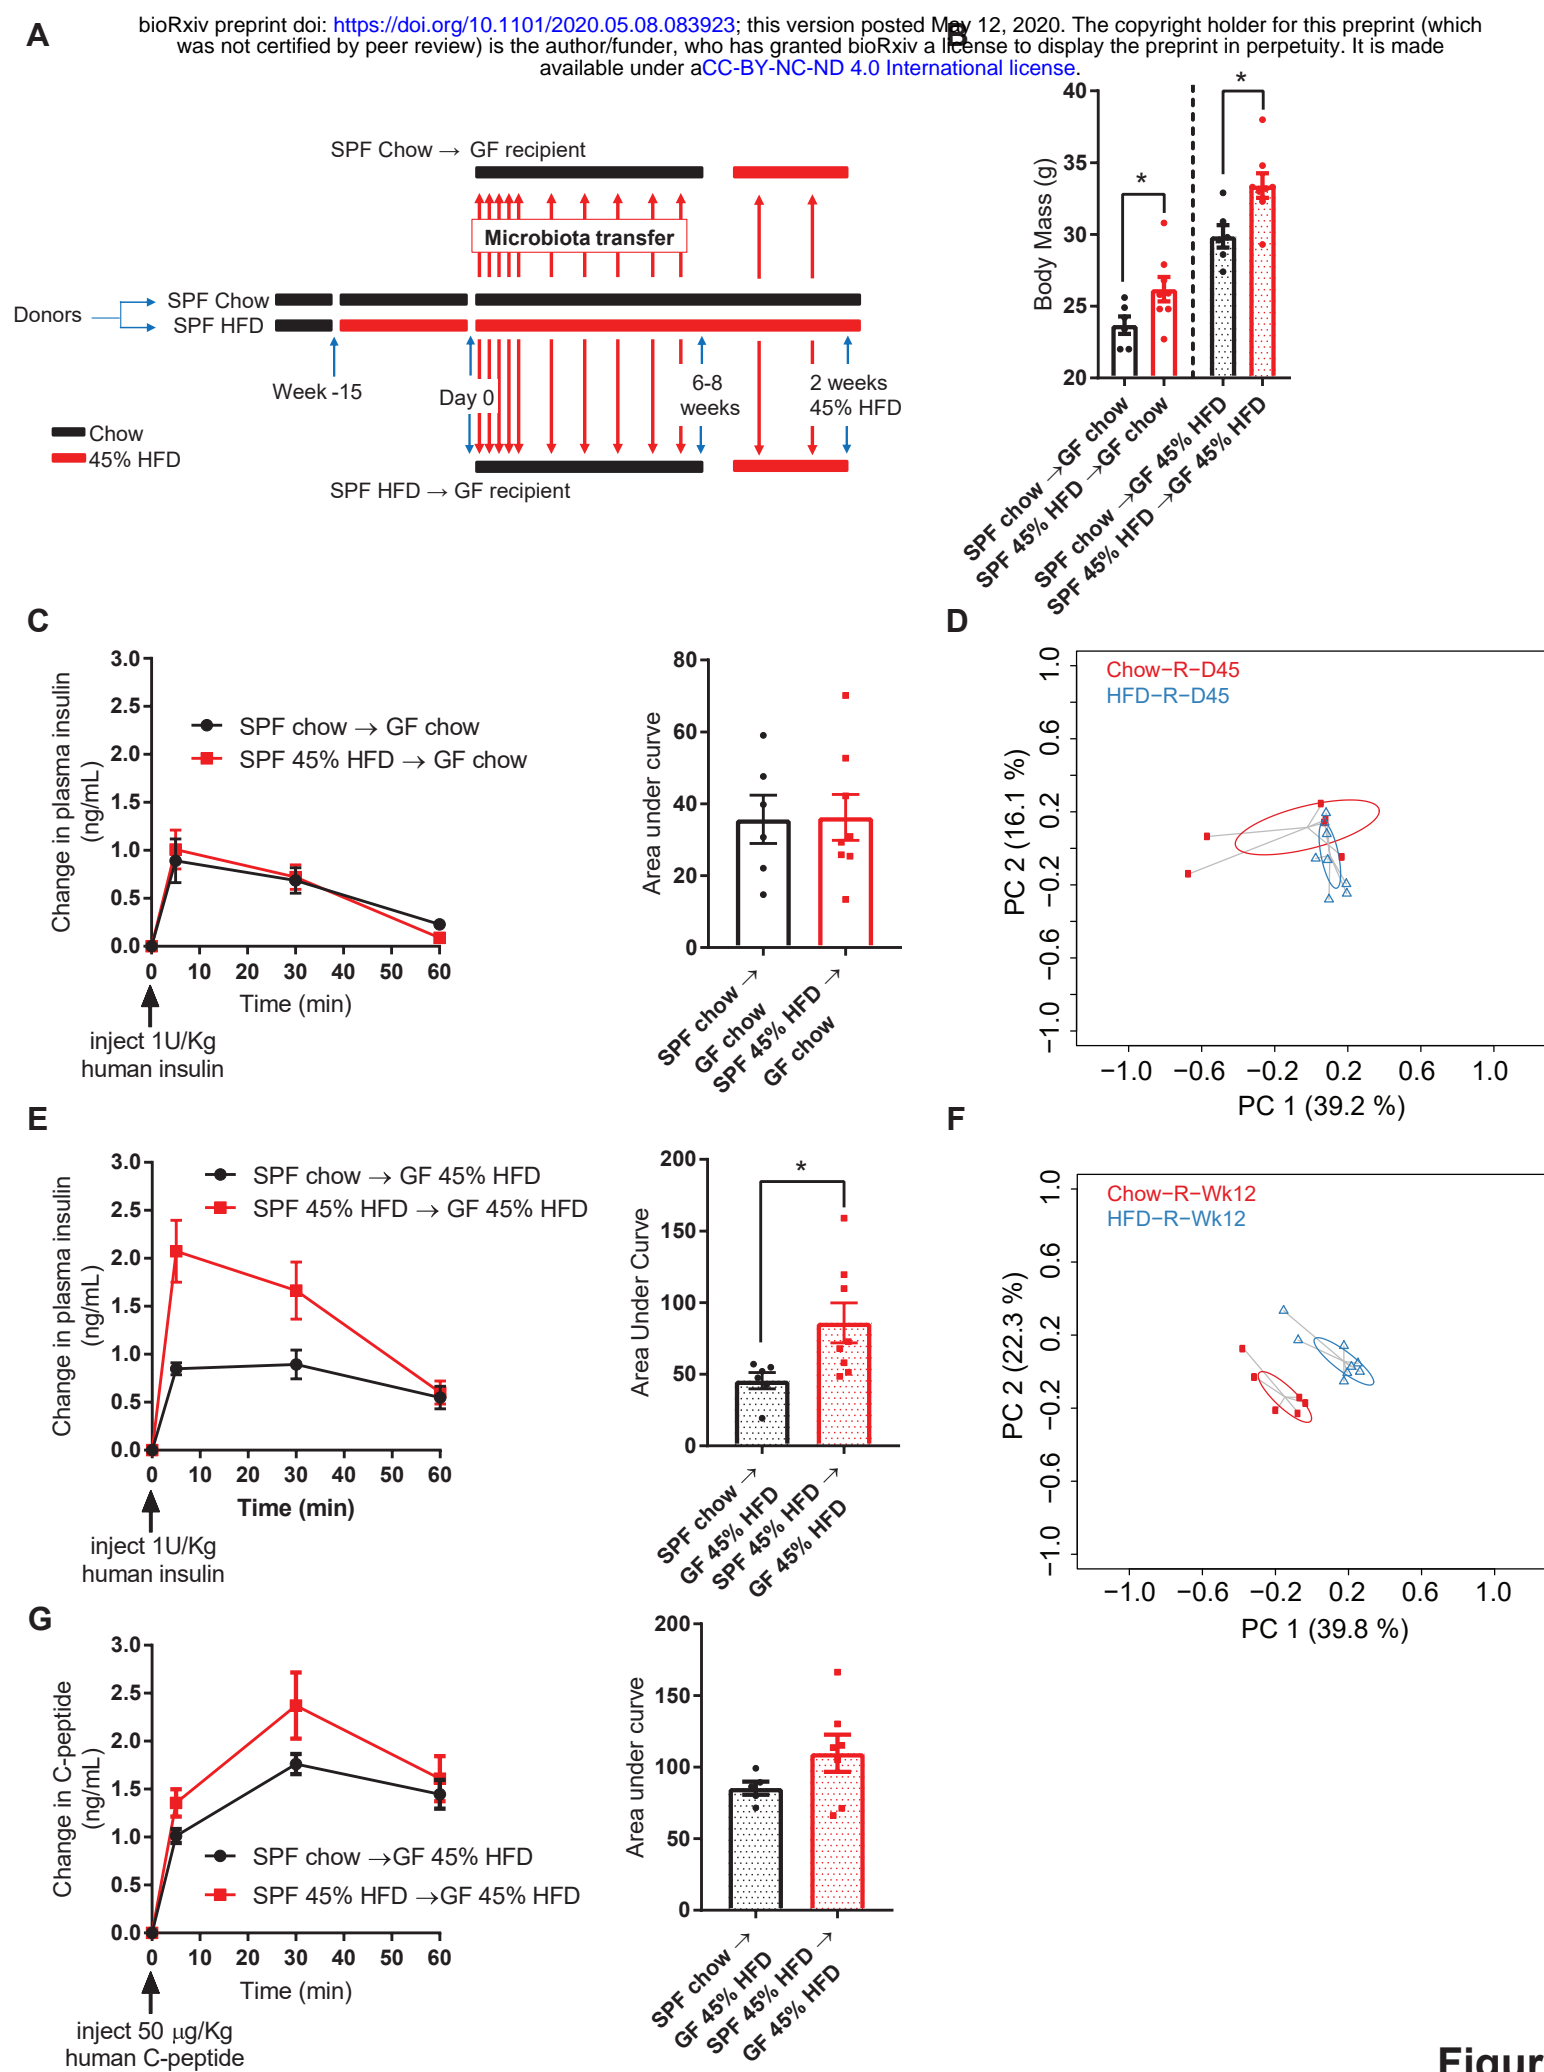 bioRxiv preprint doi: https://doi.org/10.1101/2020.05.08.083923; this version posted May 12, 2020. The copyright holder for this preprint (which
was not certified by peer review) is the author/funder, who has granted bioRxiv a license to display the preprint in perpetuity. It is made
available under aCC-BY-NC-ND 4.0 International license.
A
SPF Chow → GF recipient
Microbiota transfer
Donors
SPF Chow
SPF HFD
Week -15
Day 0
6-8
weeks
2 weeks
45% HFD
Chow
45% HFD
SPF HFD → GF recipient
B
Body Mass (g)
40
35
30
25
20
*
*
SPF chow →GF chow
SPF 45% HFD →GF chow
SPF chow →GF 45% HFD
SPF 45% HFD →GF 45% HFD
C
Change in plasma insulin
(ng/mL)
3.0
2.5
2.0
1.5
1.0
0.5
0.0
SPF chow → GF chow
SPF 45% HFD → GF chow
0 10 20 30 40 50 60
Time (min)
inject 1U/Kg
human insulin
Area under curve
80
60
40
20
0
SPF chow →
GF chow
SPF 45% HFD →
GF chow
D
Chow−R−D45
HFD−R−D45
PC 2 (16.1 %)
−1.0 −0.6 −0.2 0.2 0.6 1.0
−1.0 −0.6 −0.2 0.2 0.6 1.0
PC 1 (39.2 %)
E
Change in plasma insulin
(ng/mL)
3.0
2.5
2.0
1.5
1.0
0.5
0.0
SPF chow → GF 45% HFD
SPF 45% HFD → GF 45% HFD
0 10 20 30 40 50 60
Time (min)
inject 1U/Kg
human insulin
Area Under Curve
200
150
100
50
0
*
SPF chow →
GF 45% HFD
SPF 45% HFD →
GF 45% HFD
F
Chow−R−Wk12
HFD−R−Wk12
PC 2 (22.3 %)
−1.0 −0.6 −0.2 0.2 0.6 1.0
−1.0 −0.6 −0.2 0.2 0.6 1.0
PC 1 (39.8 %)
G
Change in C-peptide
(ng/mL)
3.0
2.5
2.0
1.5
1.0
0.5
0.0
SPF chow →GF 45% HFD
SPF 45% HFD →GF 45% HFD
0 10 20 30 40 50 60
Time (min)
inject 50 μg/Kg
human C-peptide
Area under curve
200
150
100
50
0
SPF chow →
GF 45% HFD
SPF 45% HFD →
GF 45% HFD
Figur